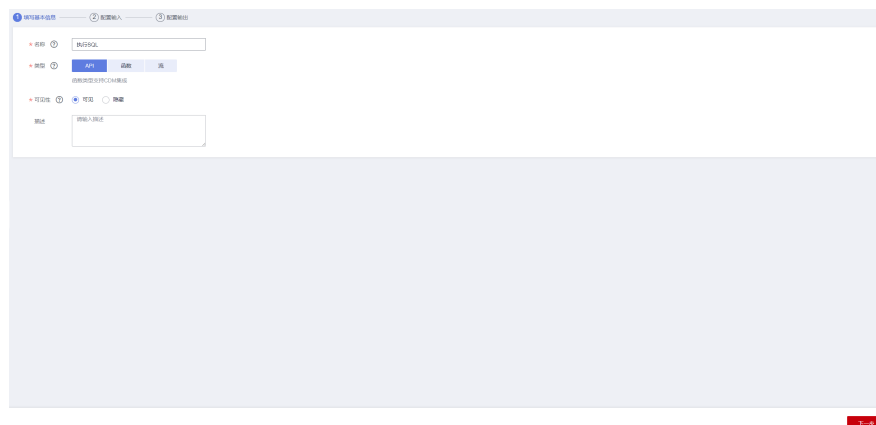 1 填写基本信息 2 配置输入 3 配置输出
* 名称 ? 执行SQL
* 类型 ? API 函数 流
函数类型支持CDM集成
* 可见性 ? 可见 隐藏
描述 请输入描述
下一步